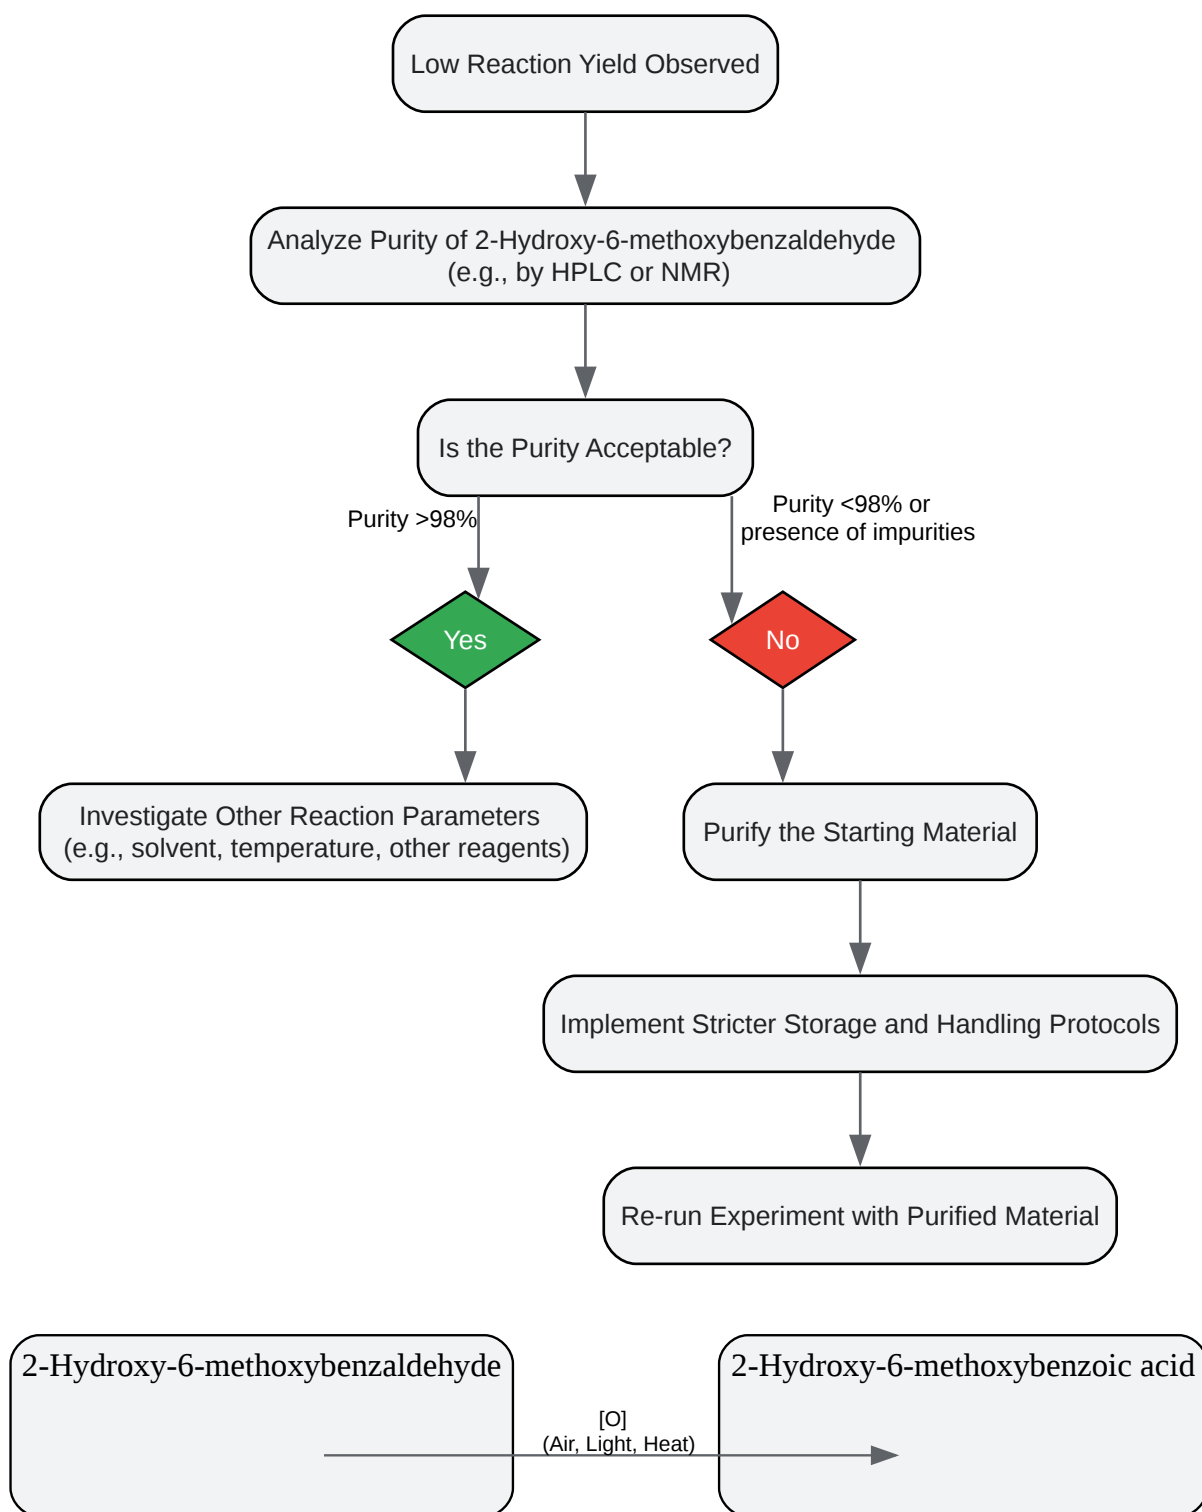 Low Reaction Yield Observed
Analyze Purity of 2-Hydroxy-6-methoxybenzaldehyde
(e.g., by HPLC or NMR)
Is the Purity Acceptable?
Purity >98%
Purity <98% or
presence of impurities
Yes
No
Investigate Other Reaction Parameters
(e.g., solvent, temperature, other reagents)
Purify the Starting Material
Implement Stricter Storage and Handling Protocols
Re-run Experiment with Purified Material
2-Hydroxy-6-methoxybenzaldehyde
2-Hydroxy-6-methoxybenzoic acid
[O]
(Air, Light, Heat)